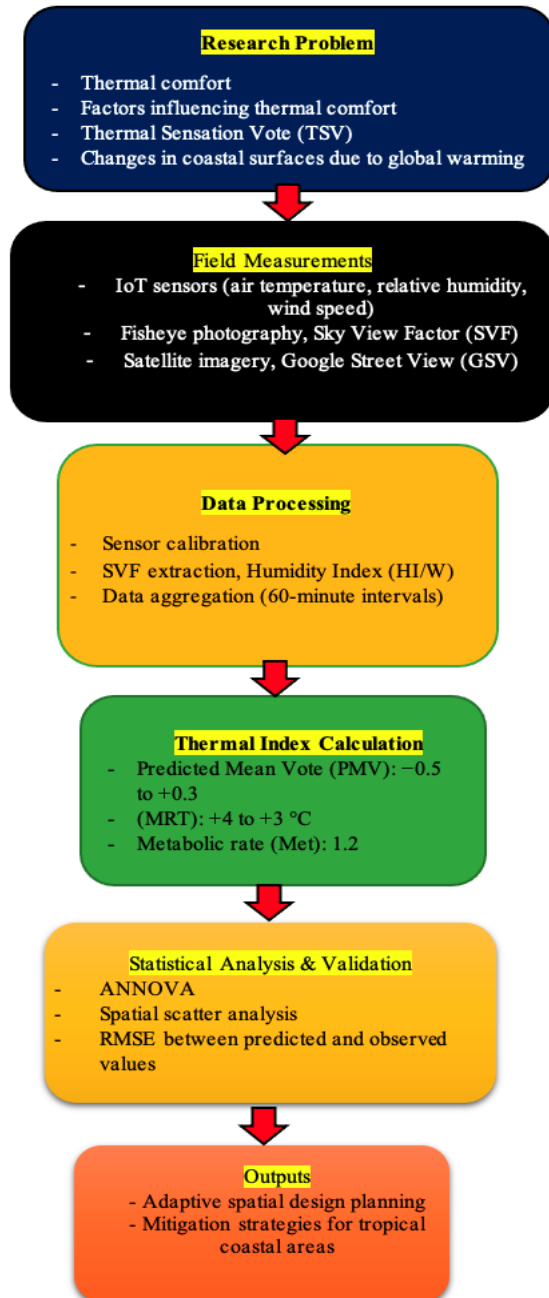 Research Problem
- Thermal comfort
- Factors influencing thermal comfort
- Thermal Sensation Vote (TSV)
- Changes in coastal surfaces due to global warming
Field Measurements
- IoT sensors (air temperature, relative humidity,
wind speed)
- Fisheye photography, Sky View Factor (SVF)
- Satellite imagery, Google Street View (GSV)
Data Processing
- Sensor calibration
- SVF extraction, Humidity Index (HI/W)
- Data aggregation (60-minute intervals)
Thermal Index Calculation
- Predicted Mean Vote (PMV): −0.5
to +0.3
- (MRT): +4 to +3 °C
- Metabolic rate (Met): 1.2
Statistical Analysis & Validation
- ANNOVA
- Spatial scatter analysis
- RMSE between predicted and observed
values
Outputs
- Adaptive spatial design planning
- Mitigation strategies for tropical
coastal areas